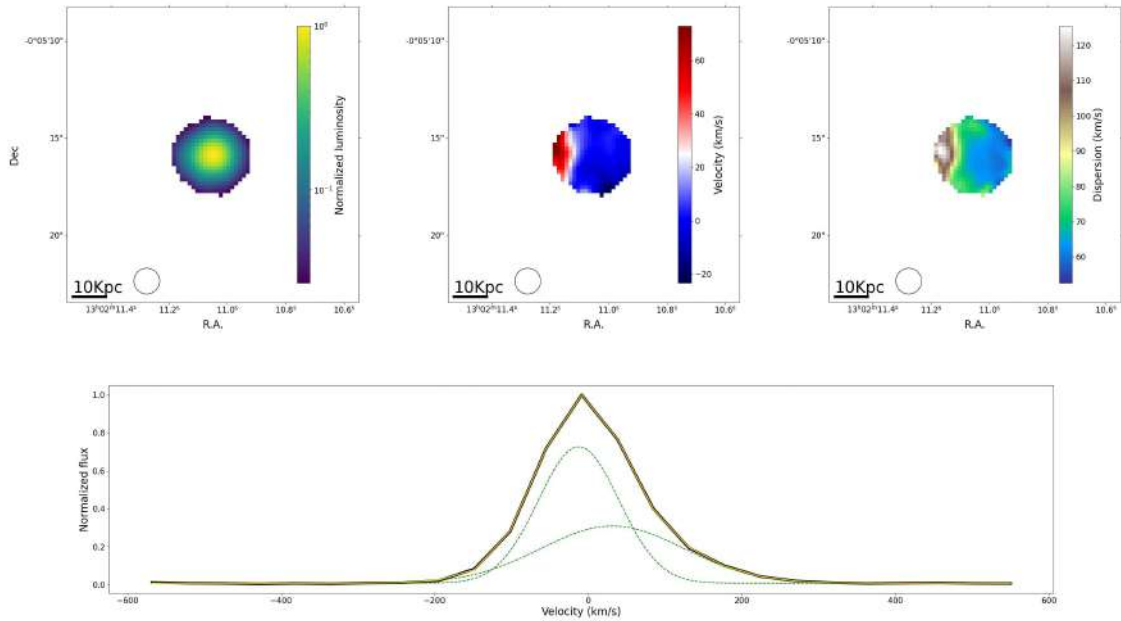 10⁰
10⁻¹
Normalized luminosity
-0°05'10"
15"
20"
Dec
10Kpc
13ʰ02ᵐ11.4ˢ 11.2ˢ 11.0ˢ 10.8ˢ 10.6ˢ
R.A.
60
40
20
0
−20
Velocity (km/s)
-0°05'10"
15"
20"
10Kpc
13ʰ02ᵐ11.4ˢ 11.2ˢ 11.0ˢ 10.8ˢ 10.6ˢ
R.A.
120
110
100
90
80
70
60
Dispersion (km/s)
-0°05'10"
15"
20"
10Kpc
13ʰ02ᵐ11.4ˢ 11.2ˢ 11.0ˢ 10.8ˢ 10.6ˢ
R.A.
1.0
0.8
0.6
0.4
0.2
0.0
Normalized flux
−600 −400 −200 0 200 400 600
Velocity (km/s)